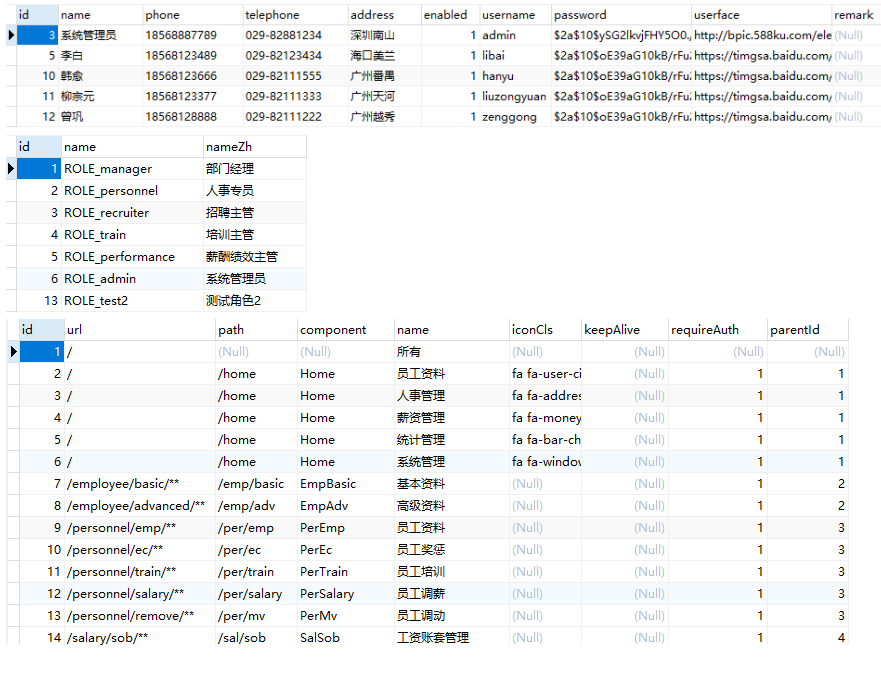 id name phone telephone address enabled username password userface remark
3 系统管理员 18568887789 029-82881234 深圳南山 1 admin $2a$10$ySG2lkvjFHY5O0., http://bpic.588ku.com/ele (Null)
5 李白 18568123489 029-82123434 海口美兰 1 libai $2a$10$oE39aG10kB/rFu https://timgsa.baidu.com/ (Null)
10 韩愈 18568123666 029-82111555 广州番禺 1 hanyu $2a$10$oE39aG10kB/rFu https://timgsa.baidu.com/ (Null)
11 柳宗元 18568123377 029-82111333 广州天河 1 liuzongyuan $2a$10$oE39aG10kB/rFu https://timgsa.baidu.com/ (Null)
12 曾巩 18568128888 029-82111222 广州越秀 1 zenggong $2a$10$oE39aG10kB/rFu https://timgsa.baidu.com/ (Null)
id name nameZh
1 ROLE_manager 部门经理
2 ROLE_personnel 人事专员
3 ROLE_recruiter 招聘主管
4 ROLE_train 培训主管
5 ROLE_performance 薪酬绩效主管
6 ROLE_admin 系统管理员
13 ROLE_test2 测试角色2
id url path component name iconCls keepAlive requireAuth parentId
1 / (Null) (Null) 所有 (Null) (Null) (Null) (Null)
2 / /home Home 员工资料 fa fa-user-ci (Null) 1 1
3 / /home Home 人事管理 fa fa-addres (Null) 1 1
4 / /home Home 薪资管理 fa fa-money (Null) 1 1
5 / /home Home 统计管理 fa fa-bar-ch (Null) 1 1
6 / /home Home 系统管理 fa fa-window (Null) 1 1
7 /employee/basic/** /emp/basic EmpBasic 基本资料 (Null) (Null) 1 2
8 /employee/advanced/** /emp/adv EmpAdv 高级资料 (Null) (Null) 1 2
9 /personnel/emp/** /per/emp PerEmp 员工资料 (Null) (Null) 1 3
10 /personnel/ec/** /per/ec PerEc 员工奖惩 (Null) (Null) 1 3
11 /personnel/train/** /per/train PerTrain 员工培训 (Null) (Null) 1 3
12 /personnel/salary/** /per/salary PerSalary 员工调薪 (Null) (Null) 1 3
13 /personnel/remove/** /per/mv PerMv 员工调动 (Null) (Null) 1 3
14 /salary/sob/** /sal/sob SalSob 工资账套管理 (Null) (Null) 1 4